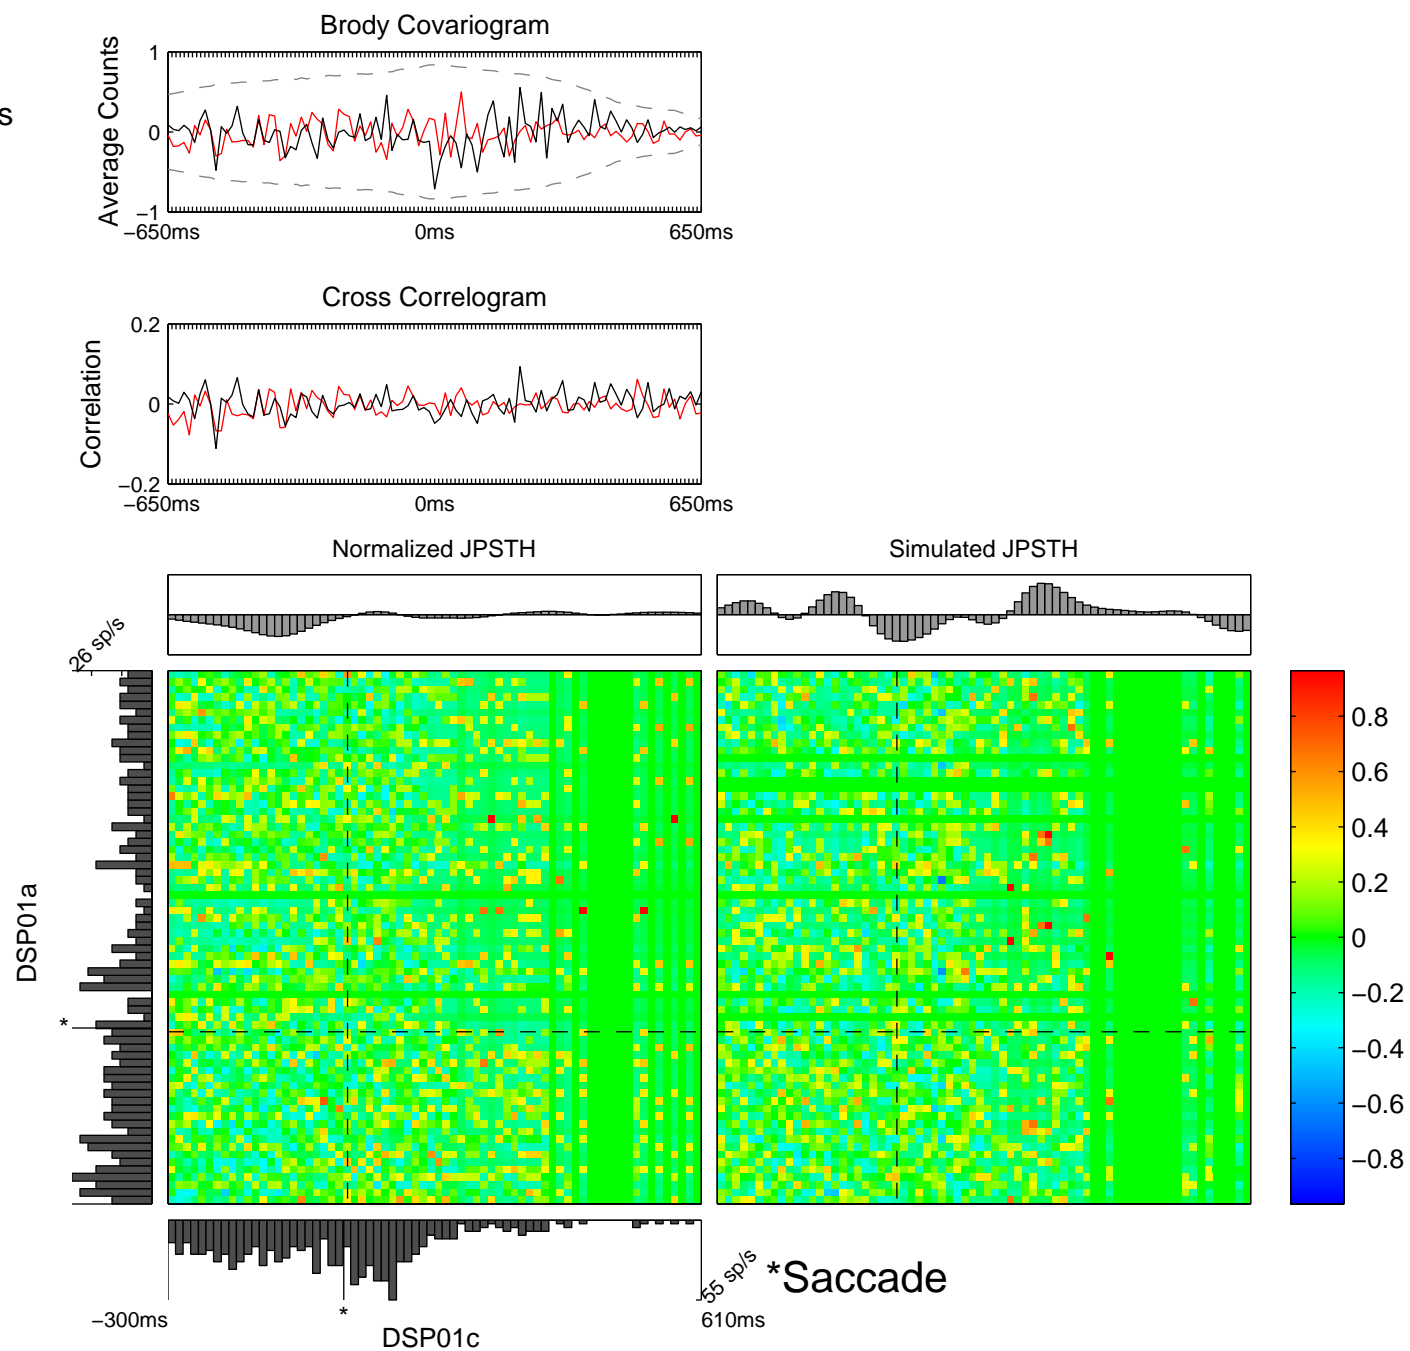 Brody Covariogram
s
Average Counts
1
0
−1
−650ms
0ms
650ms
Cross Correlogram
Correlation
0.2
0
−0.2
−650ms
0ms
650ms
Normalized JPSTH
Simulated JPSTH
26 sp/s
DSP01a
*
0.8
0.6
0.4
0.2
0
−0.2
−0.4
−0.6
−0.8
55 sp/s
*Saccade
*
−300ms
610ms
DSP01c